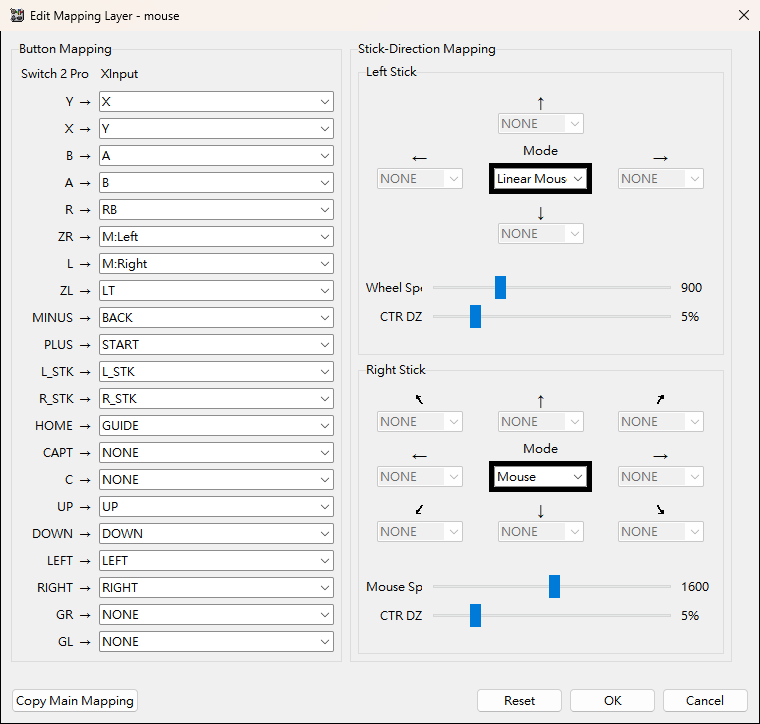 Edit Mapping Layer - mouse
Button Mapping
Switch 2 Pro XInput
Y → X
X → Y
B → A
A → B
R → RB
ZR → M:Left
L → M:Right
ZL → LT
MINUS → BACK
PLUS → START
L_STK → L_STK
R_STK → R_STK
HOME → GUIDE
CAPT → NONE
C → NONE
UP → UP
DOWN → DOWN
LEFT → LEFT
RIGHT → RIGHT
GR → NONE
GL → NONE
Stick-Direction Mapping
Left Stick
↑
NONE
Mode
← →
NONE Linear Mous NONE
↓
NONE
Wheel Spe 900
CTR DZ 5%
Right Stick
↖ ↑ ↗
NONE NONE NONE
Mode
← →
NONE Mouse NONE
↙ ↓ ↘
NONE NONE NONE
Mouse Sp 1600
CTR DZ 5%
Copy Main Mapping Reset OK Cancel